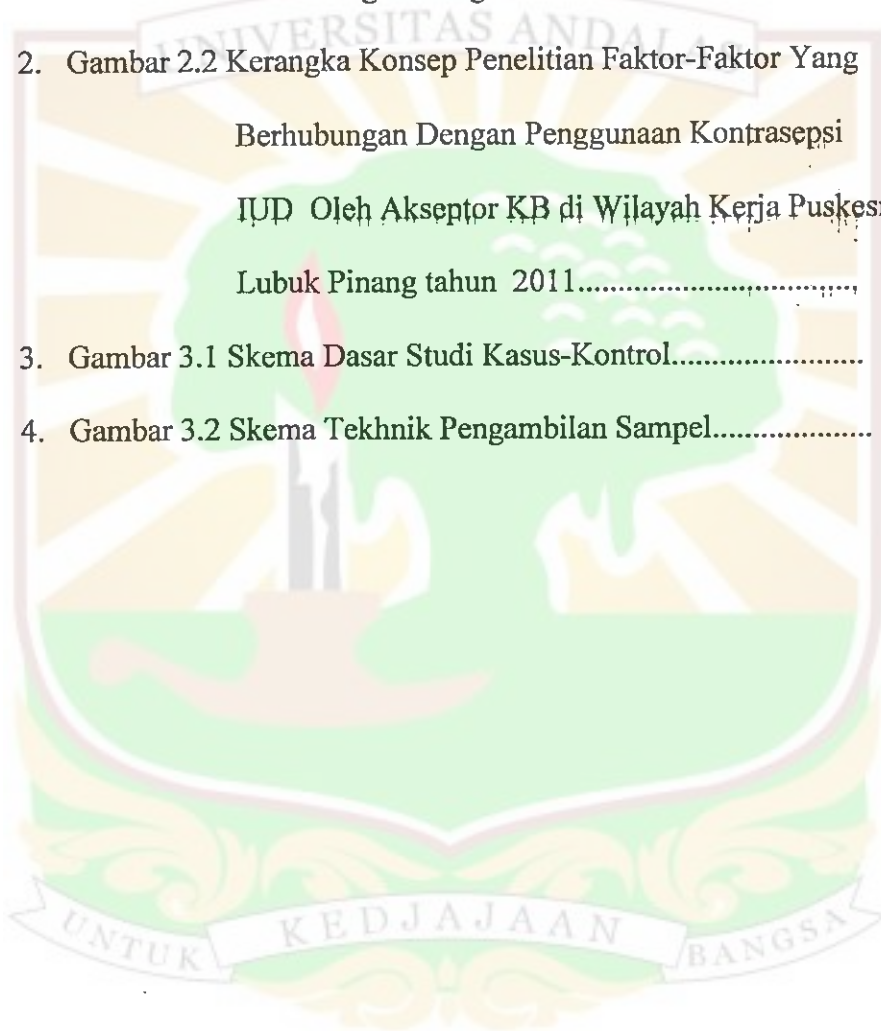 UNIVERSITAS ANDALAS
2. Gambar 2.2 Kerangka Konsep Penelitian Faktor-Faktor Yang
Berhubungan Dengan Penggunaan Kontrasepsi
IUD Oleh Akseptor KB di Wilayah Kerja
Lubuk Pinang tahun 2011....................................
3. Gambar 3.1 Skema Dasar Studi Kasus-Kontrol........................
4. Gambar 3.2 Skema Tekhnik Pengambilan Sampel....................
UNTUK KEDJAJAAN BANGSA